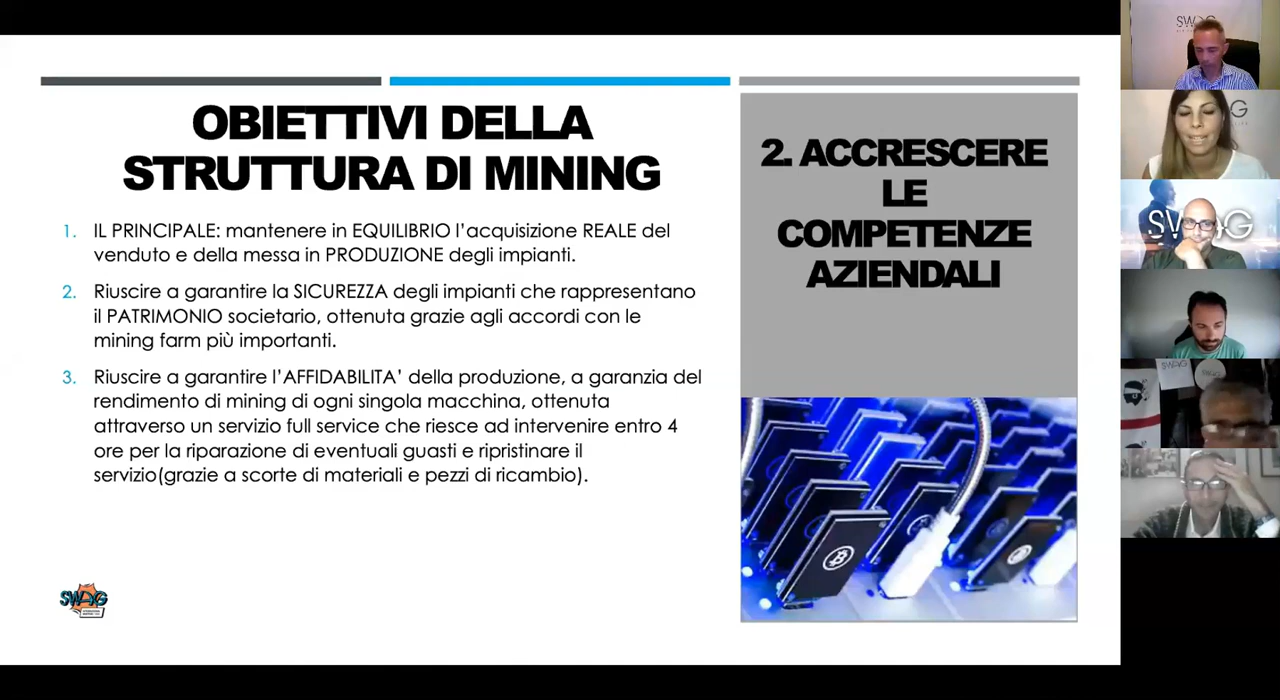 OBIETTIVI DELLA
STRUTTURA DI MINING
1. IL PRINCIPALE: mantenere in EQUILIBRIO l’acquisizione REALE del
venduto e della messa in PRODUZIONE degli impianti.
2. Riuscire a garantire la SICUREZZA degli impianti che rappresentano
il PATRIMONIO societario, ottenuta grazie agli accordi con le
mining farm più importanti.
3. Riuscire a garantire l’AFFIDABILITA’ della produzione, a garanzia del
rendimento di mining di ogni singola macchina, ottenuta
attraverso un servizio full service che riesce ad intervenire entro 4
ore per la riparazione di eventuali guasti e ripristinare il
servizio(grazie a scorte di materiali e pezzi di ricambio).
2. ACCRESCERE
LE
COMPETENZE
AZIENDALI
SWAG
SWAG
SWAG
SWAG